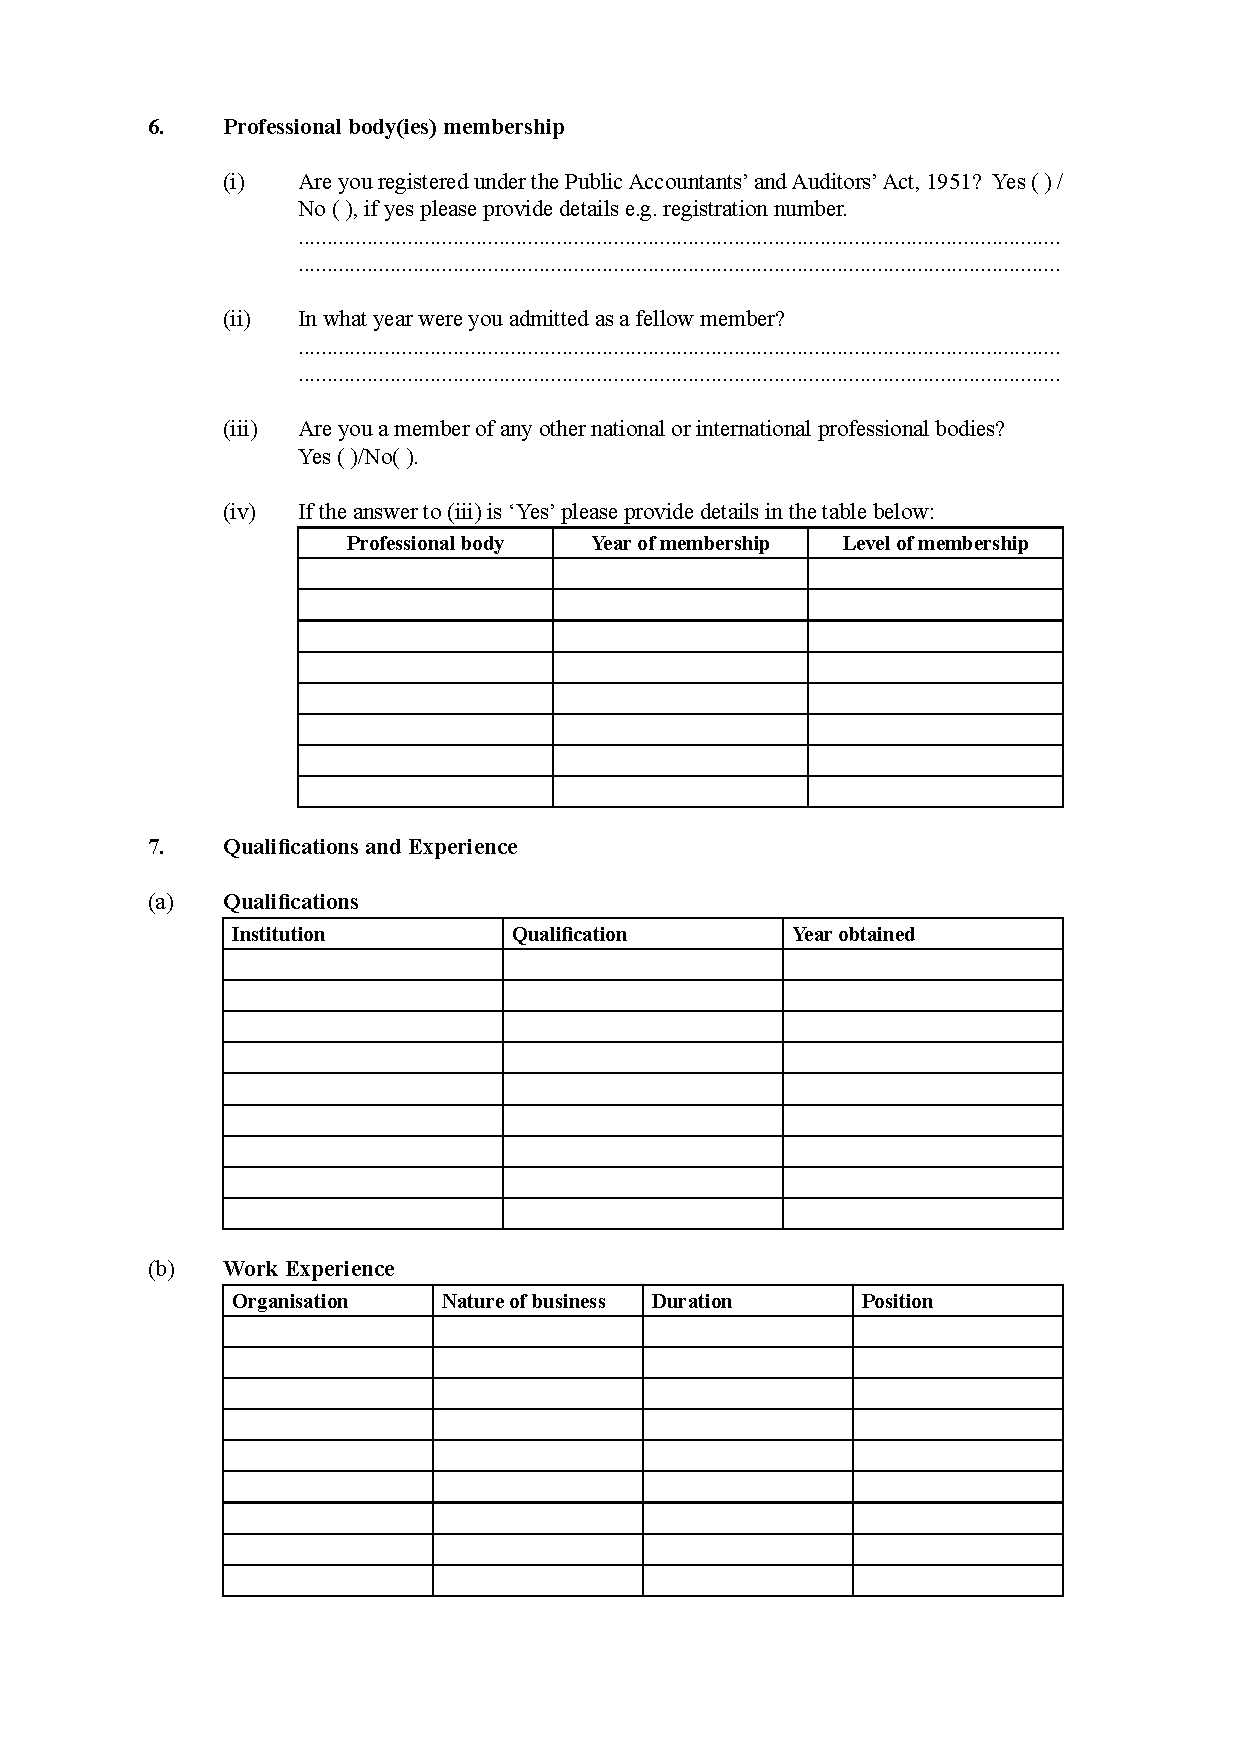 6. Professional body(ies) membership
(i) Are you registered under the Public Accountants’ and Auditors’ Act, 1951? Yes ( ) /
No ( ), if yes please provide details e.g. registration number.
.....................................................................................................................................
.....................................................................................................................................
(ii) In what year were you admitted as a fellow member?
.....................................................................................................................................
.....................................................................................................................................
(iii) Are you a member of any other national or international professional bodies?
Yes ( )/No( ).
(iv) If the answer to (iii) is ‘Yes’ please provide details in the table below:
Professional body Year of membership Level of membership
7. Qualifications and Experience
(a) Qualifications
Institution Qualification Year obtained
(b) Work Experience
Organisation Nature of business Duration Position